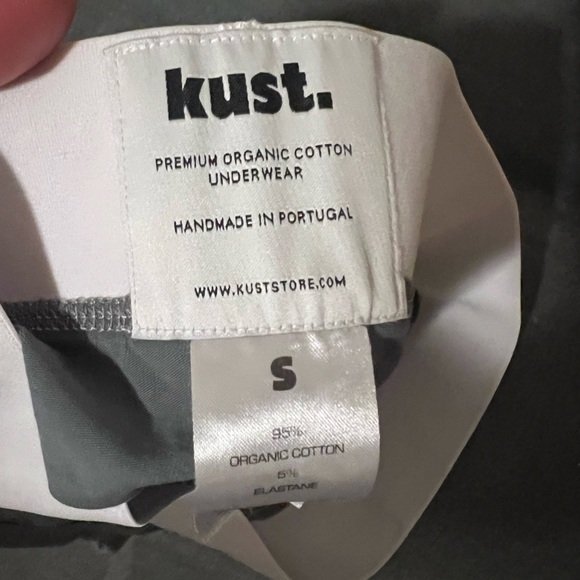 kust.
PREMIUM ORGANIC COTTON
UNDERWEAR
HANDMADE IN PORTUGAL
WWW.KUSTSTORE.COM
S
95%
ORGANIC COTTON
5%
ELASTANE